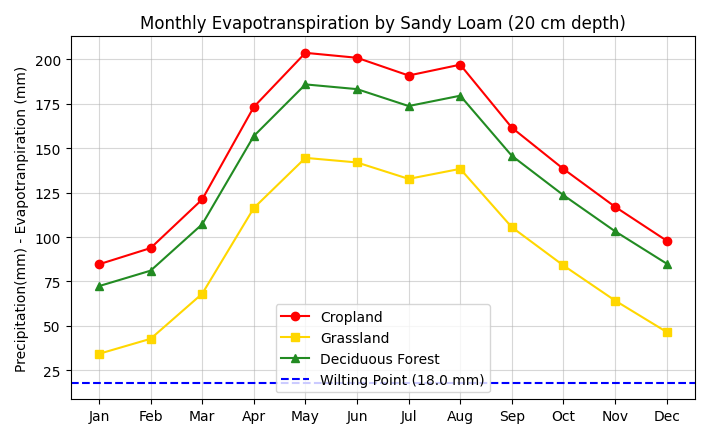 Monthly Evapotranspiration by Sandy Loam (20 cm depth)
Precipitation(mm) - Evapotranpiration (mm)
200
175
150
125
100
75
50
25
Cropland
Grassland
Deciduous Forest
Wilting Point (18.0 mm)
Jan Feb Mar Apr May Jun Jul Aug Sep Oct Nov Dec